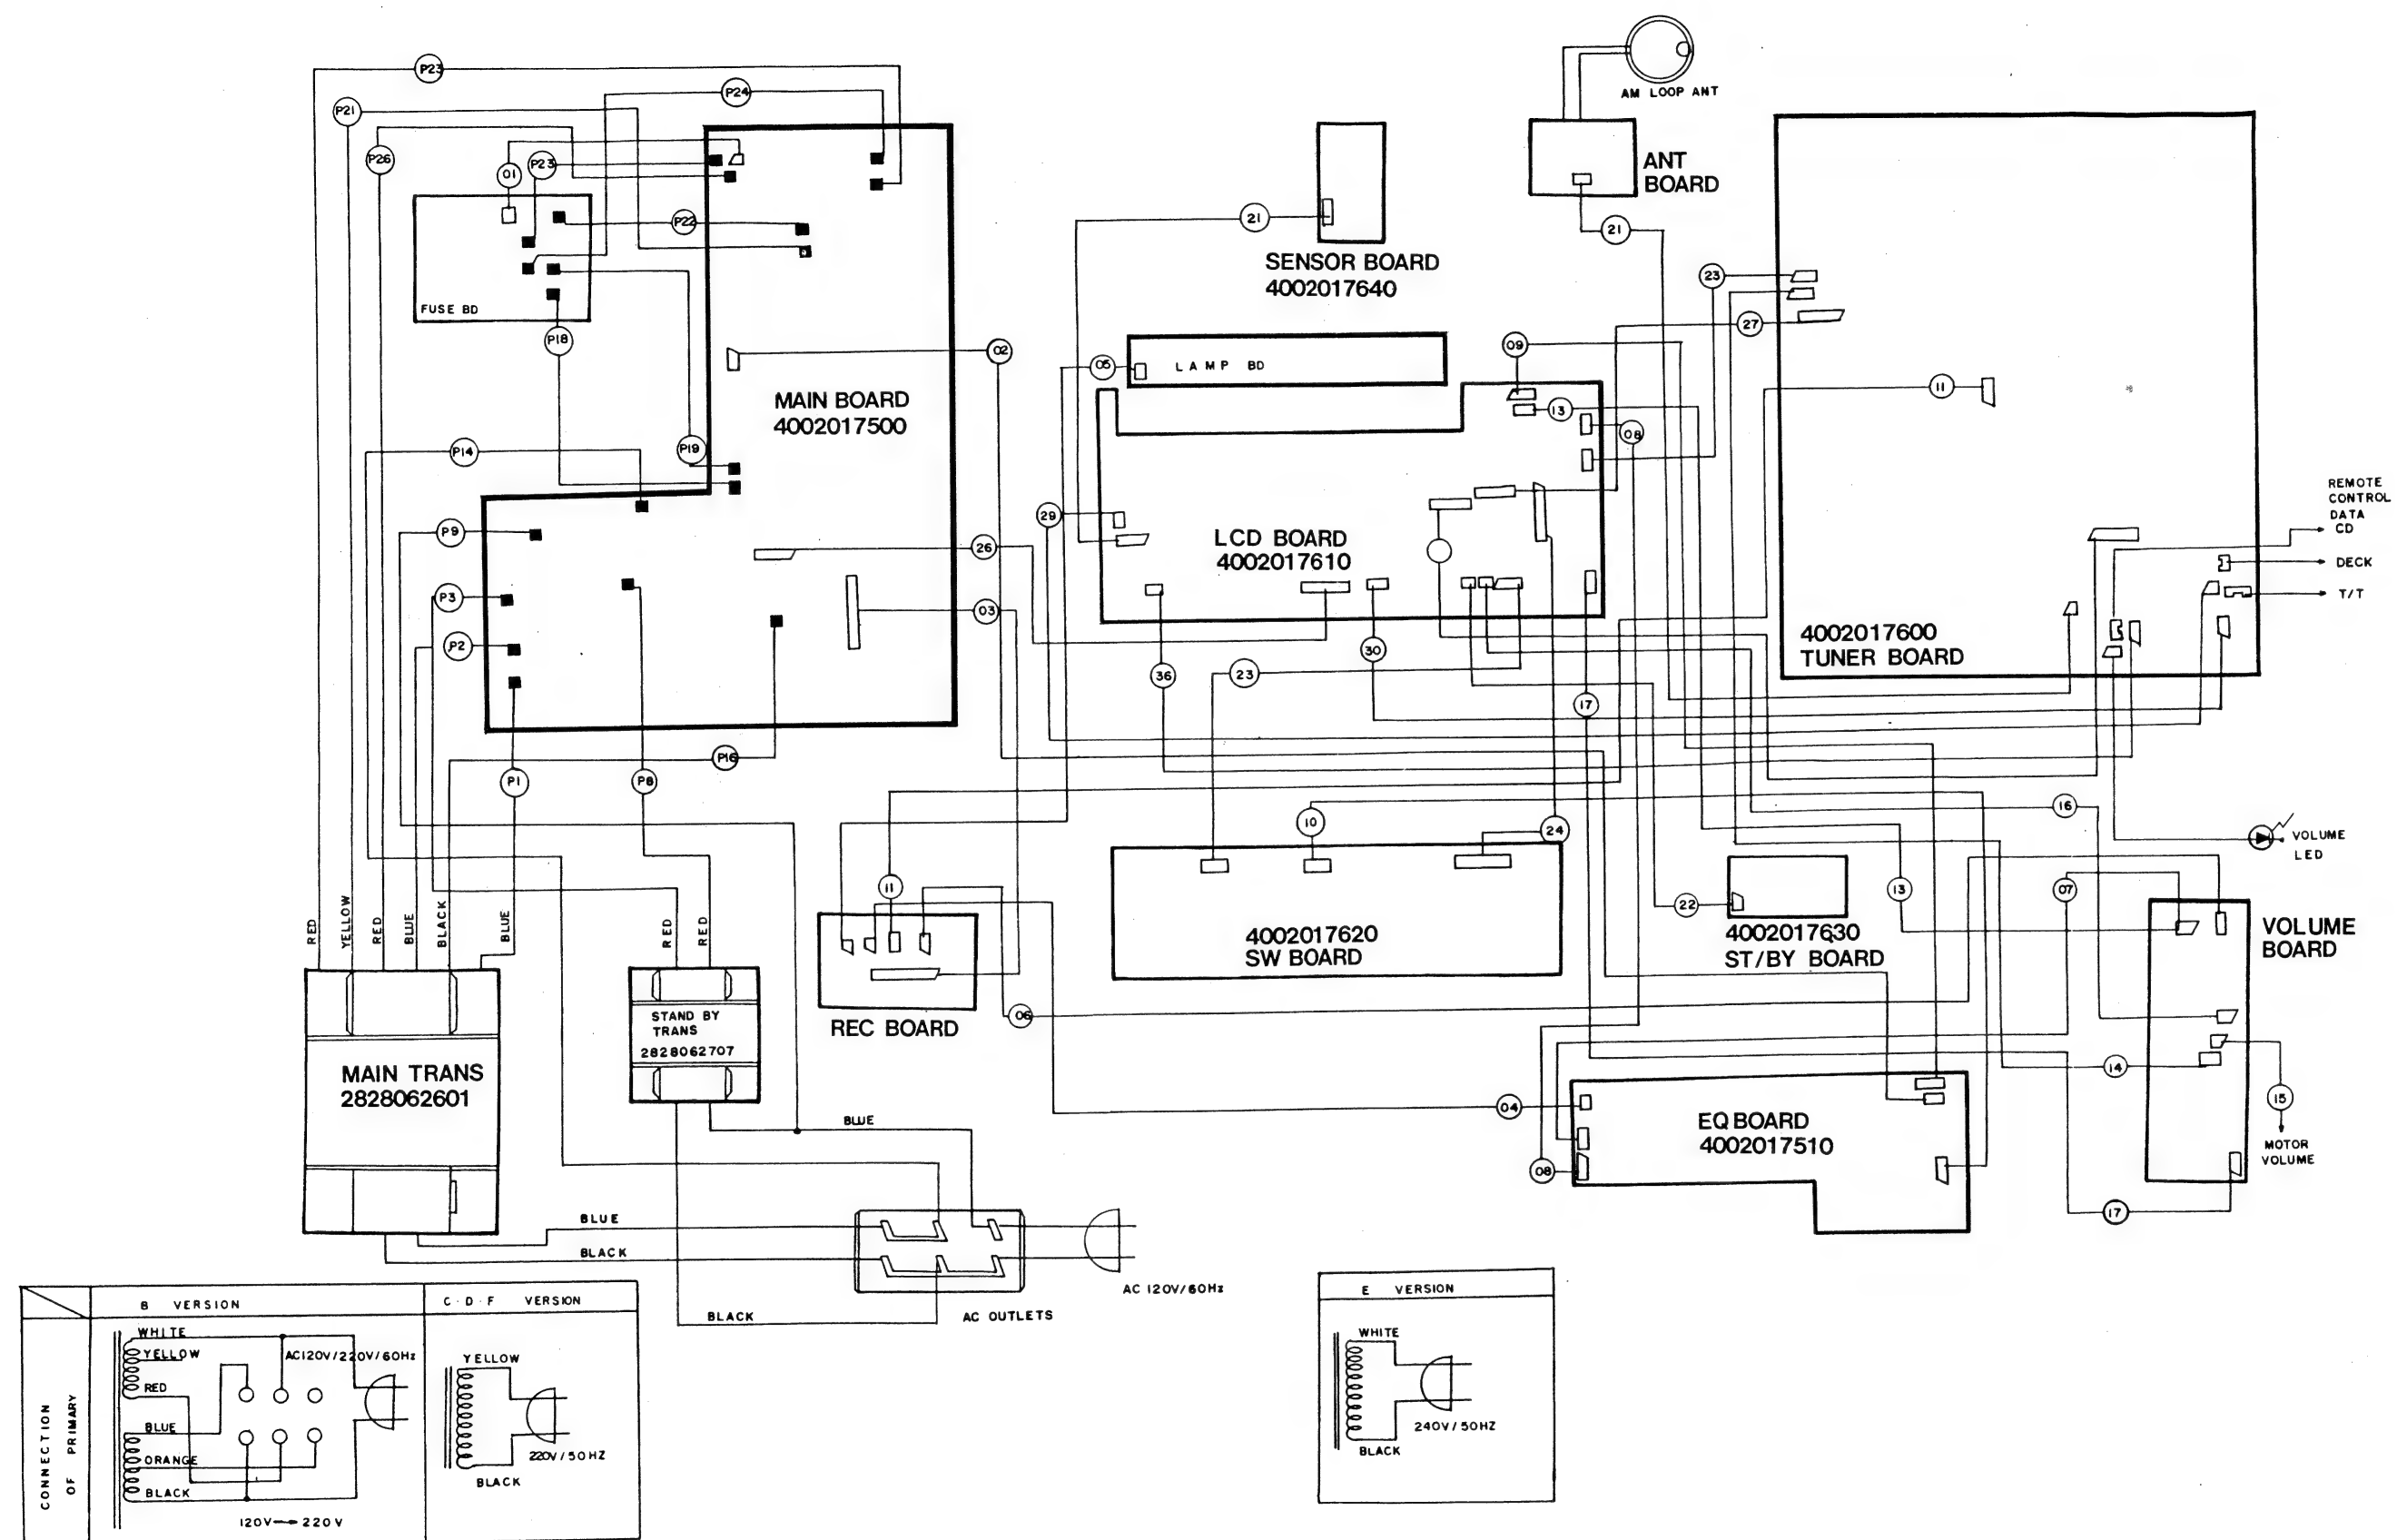 P23
P24
P21
P26
01
P23
P22
FUSE BD
P18
P19
P14
P9
P3
P2
P1
P8
P16
02
26
03
MAIN BOARD
4002017500
RED
YELLOW
RED
BLUE
BLACK
BLUE
RED
RED
MAIN TRANS
2828062601
STAND BY
TRANS
2828062707
BLUE
BLUE
BLACK
BLACK
AC OUTLETS
AC 120V/60Hz
AM LOOP ANT
ANT
BOARD
21
21
SENSOR BOARD
4002017640
05
LAMP BD
09
13
08
23
27
11
29
LCD BOARD
4002017610
36
23
30
17
4002017600
TUNER BOARD
REMOTE
CONTROL
DATA
CD
DECK
T/T
16
VOLUME
LED
10
24
11
REC BOARD
06
4002017620
SW BOARD
22
4002017630
ST/BY BOARD
13
07
VOLUME
BOARD
14
15
MOTOR
VOLUME
17
04
08
EQ BOARD
4002017510
CONNECTION
OF PRIMARY
B VERSION
WHITE
YELLOW
RED
BLUE
ORANGE
BLACK
AC120V/220V/60Hz
120V → 220V
C · D · F VERSION
YELLOW
220V/50HZ
BLACK
E VERSION
WHITE
240V/50HZ
BLACK